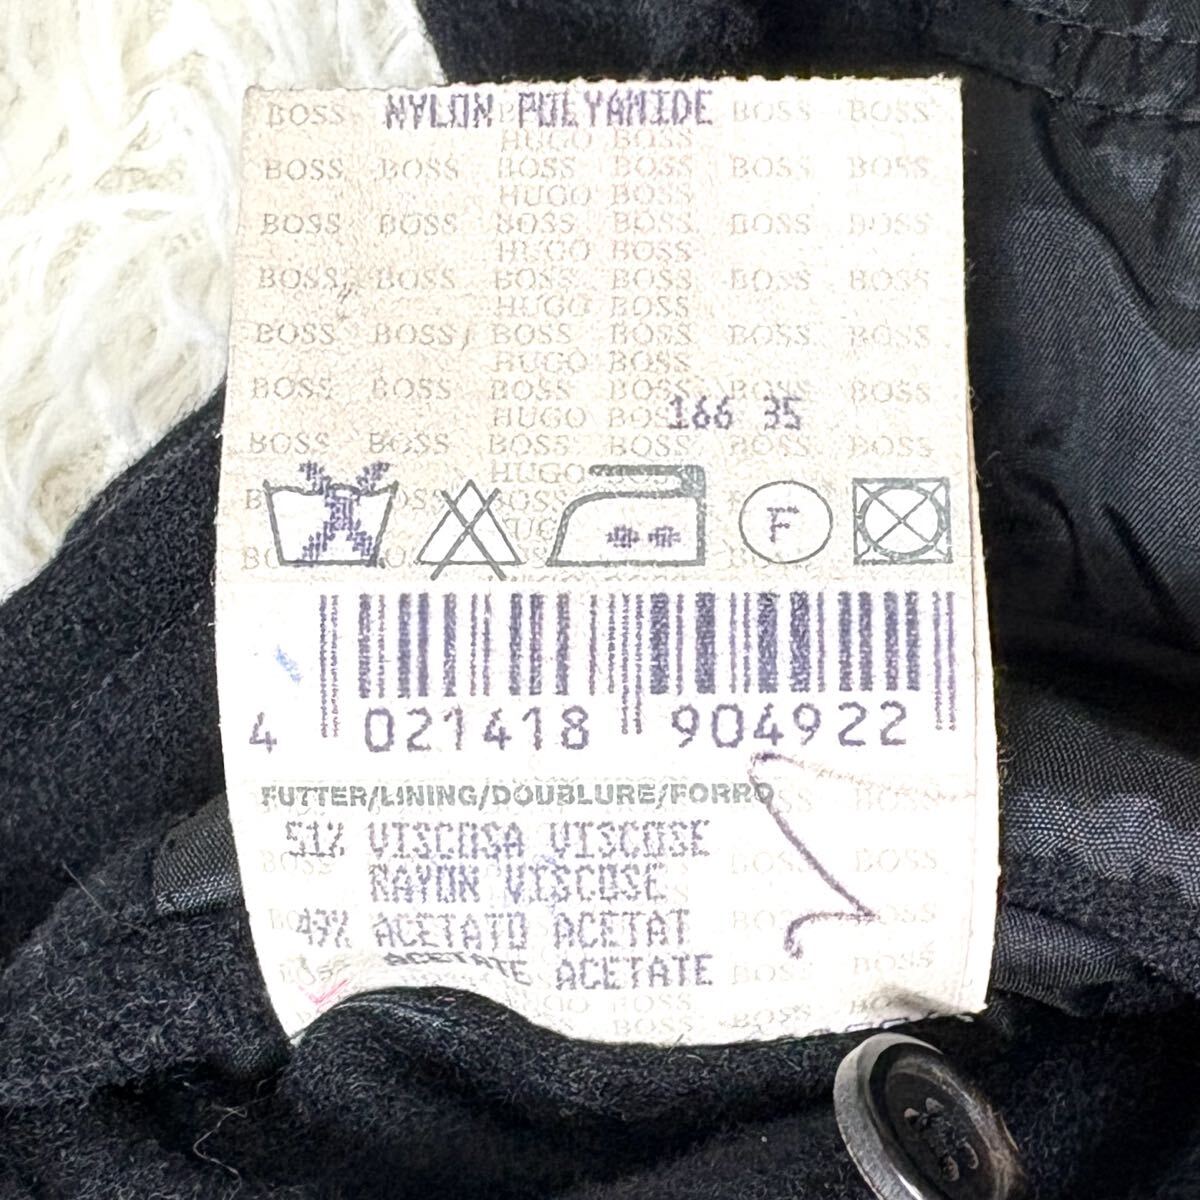 BOSS NYLON POLYAMIDE BOSS BOSS
HUGO BOSS
BOSS BOSS BOSS BOSS BOSS BOSS
HUGO BOSS
BOSS BOSS BOSS BOSS BOSS BOSS
HUGO BOSS
BOSS BOSS BOSS BOSS BOSS BOSS
HUGO BOSS
BOSS BOSS BOSS BOSS BOSS BOSS
HUGO BOSS
BOSS BOSS BOSS BOSS BOSS BOSS
HUGO 166 35
BOSS BOSS BOSS BOSS BOSS BOSS
HUGO
F
4 021418 904922
FUTTER/LINING/DOUBLURE/FORRO
51% VISCOSA VISCOSE
RAYON VISCOSE
49% ACETATO ACETAT
ACETATE ACETATE
BOSS BOSS